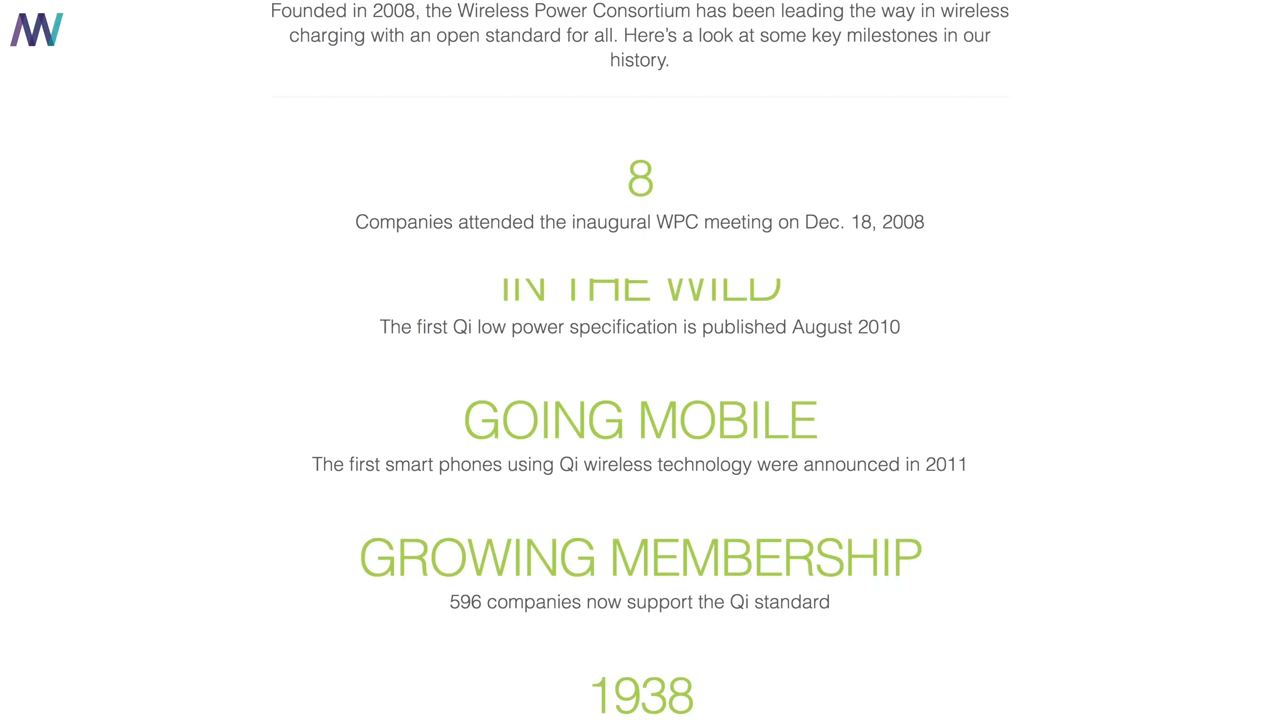 Founded in 2008, the Wireless Power Consortium has been leading the way in wireless
charging with an open standard for all. Here’s a look at some key milestones in our
history.
8
Companies attended the inaugural WPC meeting on Dec. 18, 2008
IN THE WILD
The first Qi low power specification is published August 2010
GOING MOBILE
The first smart phones using Qi wireless technology were announced in 2011
GROWING MEMBERSHIP
596 companies now support the Qi standard
1938